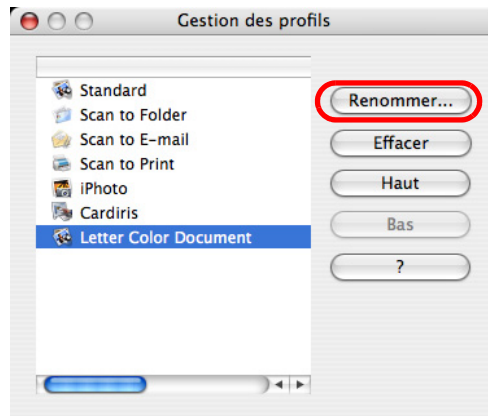 Gestion des profils
Standard
Scan to Folder
Scan to E-mail
Scan to Print
iPhoto
Cardiris
Letter Color Document
Renommer...
Effacer
Haut
Bas
?